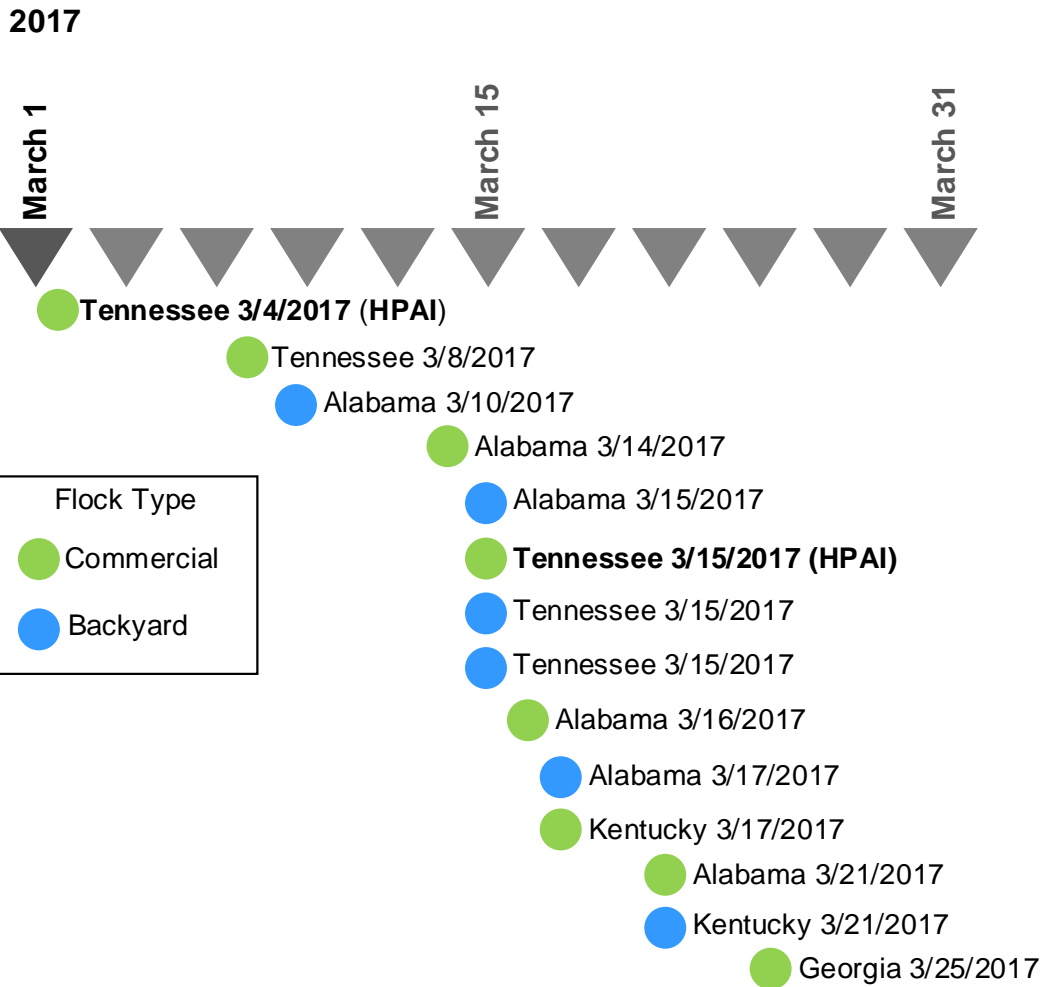 2017
March 1
March 15
March 31
Tennessee 3/4/2017 (HPAI)
Tennessee 3/8/2017
Alabama 3/10/2017
Alabama 3/14/2017
Flock Type
Commercial
Backyard
Alabama 3/15/2017
Tennessee 3/15/2017 (HPAI)
Tennessee 3/15/2017
Tennessee 3/15/2017
Alabama 3/16/2017
Alabama 3/17/2017
Kentucky 3/17/2017
Alabama 3/21/2017
Kentucky 3/21/2017
Georgia 3/25/2017